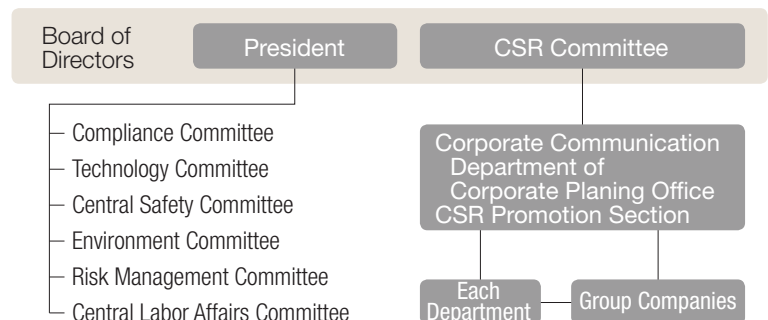 Board of
Directors
President
CSR Committee
Compliance Committee
Technology Committee
Central Safety Committee
Environment Committee
Risk Management Committee
Central Labor Affairs Committee
Corporate Communication
Department of
Corporate Planing Office
CSR Promotion Section
Each
Department
Group Companies